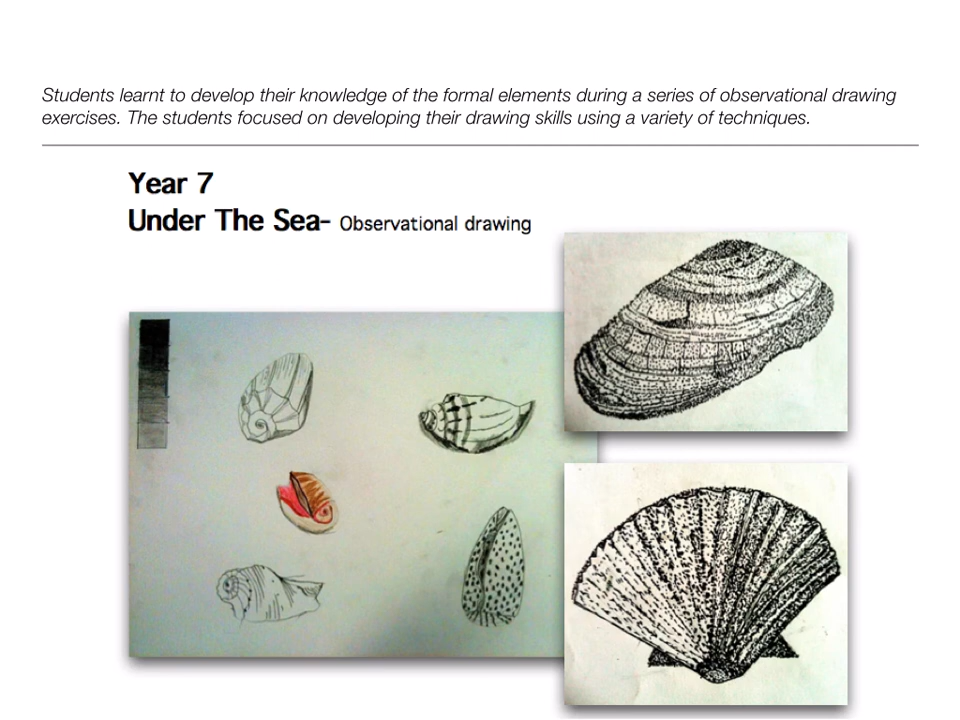 Students learnt to develop their knowledge of the formal elements during a series of observational drawing
exercises. The students focused on developing their drawing skills using a variety of techniques.
Year 7
Under The Sea- Observational drawing